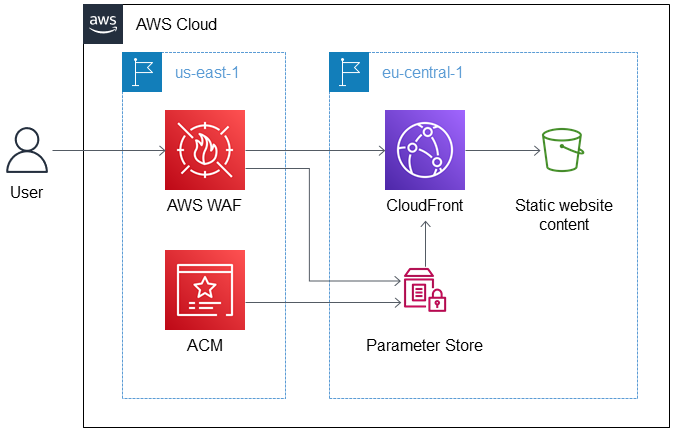 aws
AWS Cloud
us-east-1
eu-central-1
User
AWS WAF
CloudFront
Static website
content
ACM
Parameter Store